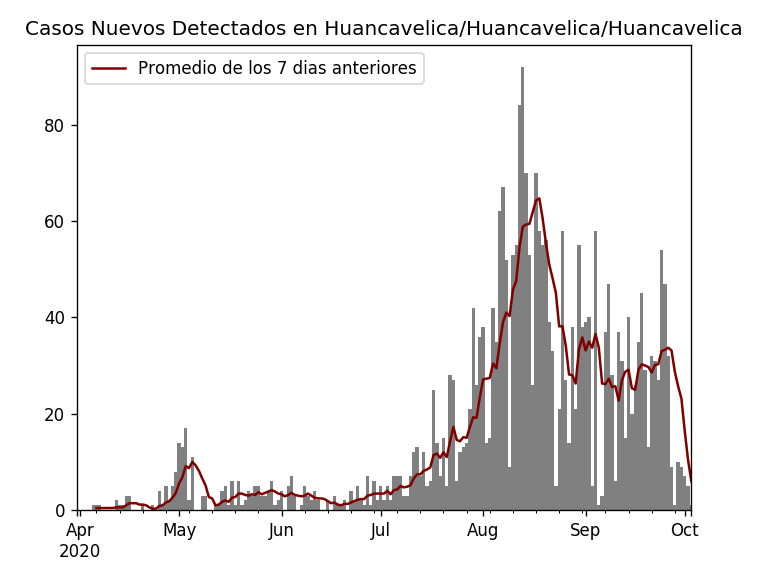 Casos Nuevos Detectados en Huancavelica/Huancavelica/Huancavelica
Promedio de los 7 dias anteriores
80
60
40
20
0
Apr May Jun Jul Aug Sep Oct
2020